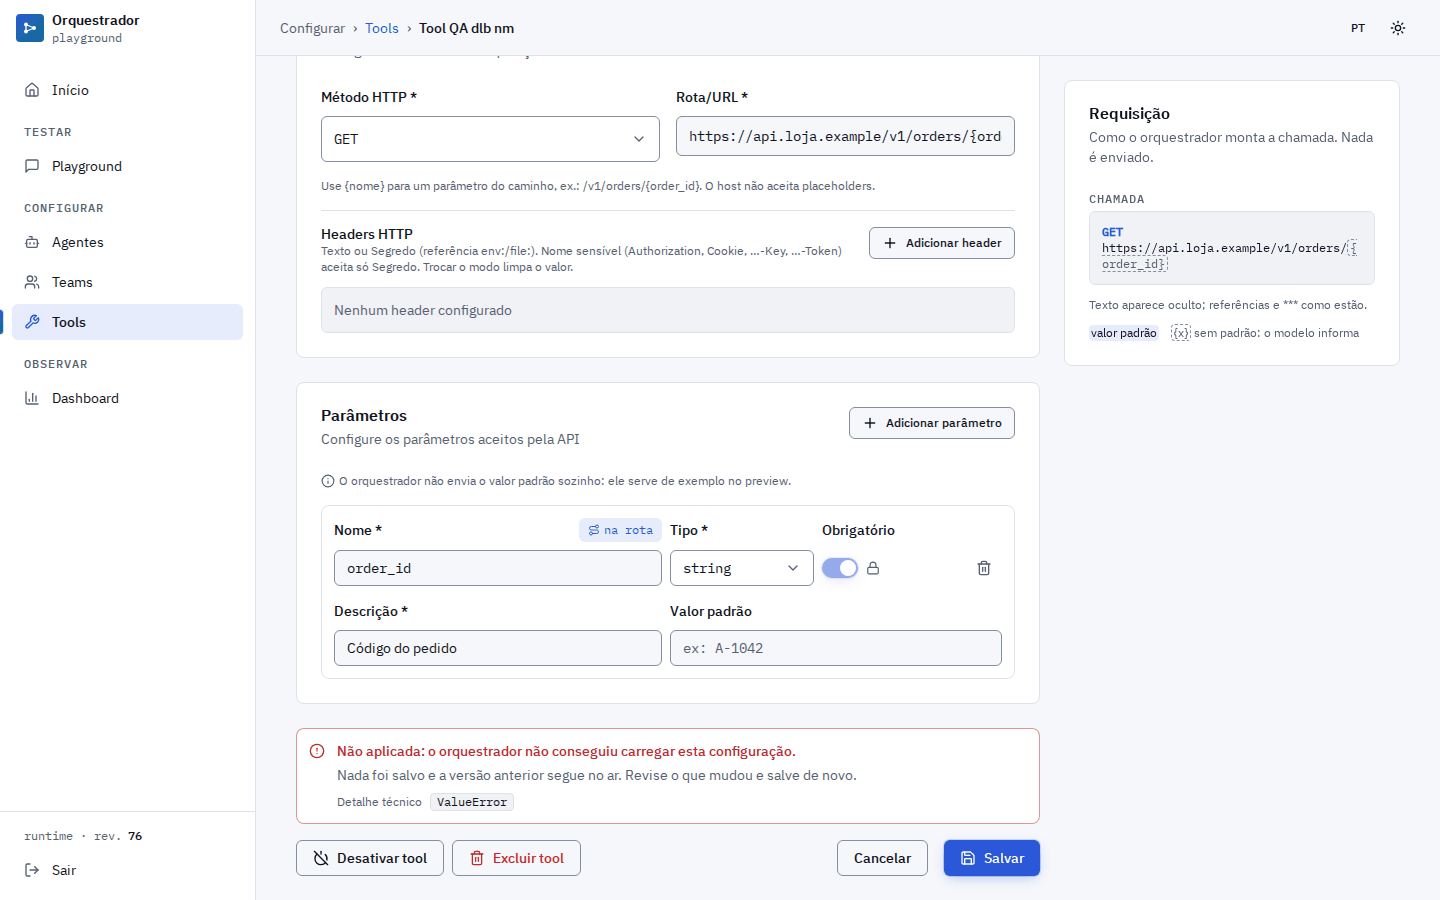 Orquestrador
playground
Início
TESTAR
Playground
CONFIGURAR
Agentes
Teams
Tools
OBSERVAR
Dashboard
runtime · rev. 76
Sair
Configurar › Tools › Tool QA dlb nm
PT
Método HTTP *
Rota/URL *
GET
https://api.loja.example/v1/orders/{ord
Use {nome} para um parâmetro do caminho, ex.: /v1/orders/{order_id}. O host não aceita placeholders.
Headers HTTP
Texto ou Segredo (referência env:/file:). Nome sensível (Authorization, Cookie, …-Key, …-Token)
aceita só Segredo. Trocar o modo limpa o valor.
Adicionar header
Nenhum header configurado
Parâmetros
Configure os parâmetros aceitos pela API
Adicionar parâmetro
O orquestrador não envia o valor padrão sozinho: ele serve de exemplo no preview.
Nome *
na rota
Tipo *
Obrigatório
order_id
string
Descrição *
Valor padrão
Código do pedido
ex: A-1042
Não aplicada: o orquestrador não conseguiu carregar esta configuração.
Nada foi salvo e a versão anterior segue no ar. Revise o que mudou e salve de novo.
Detalhe técnico ValueError
Desativar tool
Excluir tool
Cancelar
Salvar
Requisição
Como o orquestrador monta a chamada. Nada
é enviado.
CHAMADA
GET
https://api.loja.example/v1/orders/{
order_id}
Texto aparece oculto; referências e *** como estão.
valor padrão {x} sem padrão: o modelo informa